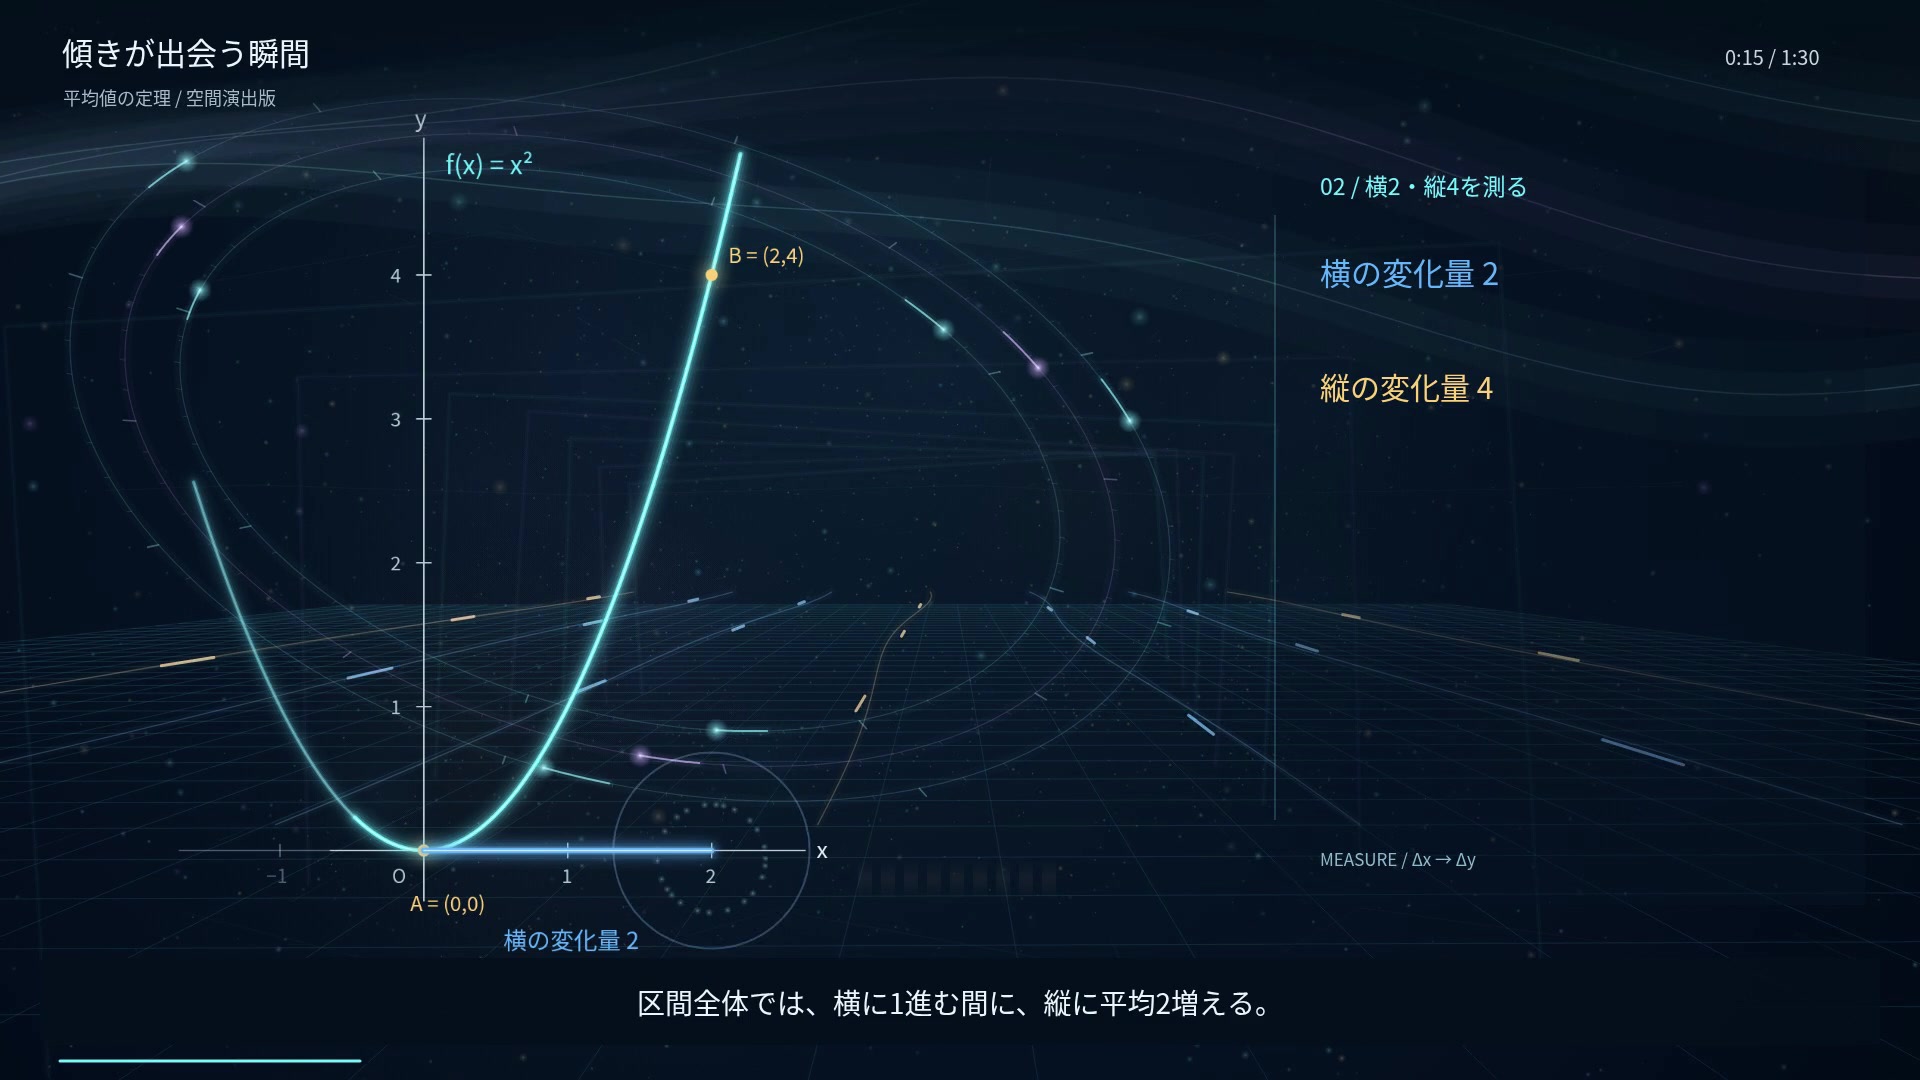 傾きが出会う瞬間
平均値の定理 / 空間演出版
0:15 / 1:30
y
f(x) = x²
02 / 横2・縦4を測る
B = (2,4)
横の変化量 2
4
縦の変化量 4
3
2
1
x
MEASURE / Δx → Δy
−1
O
1
2
A = (0,0)
横の変化量 2
区間全体では、横に1進む間に、縦に平均2増える。